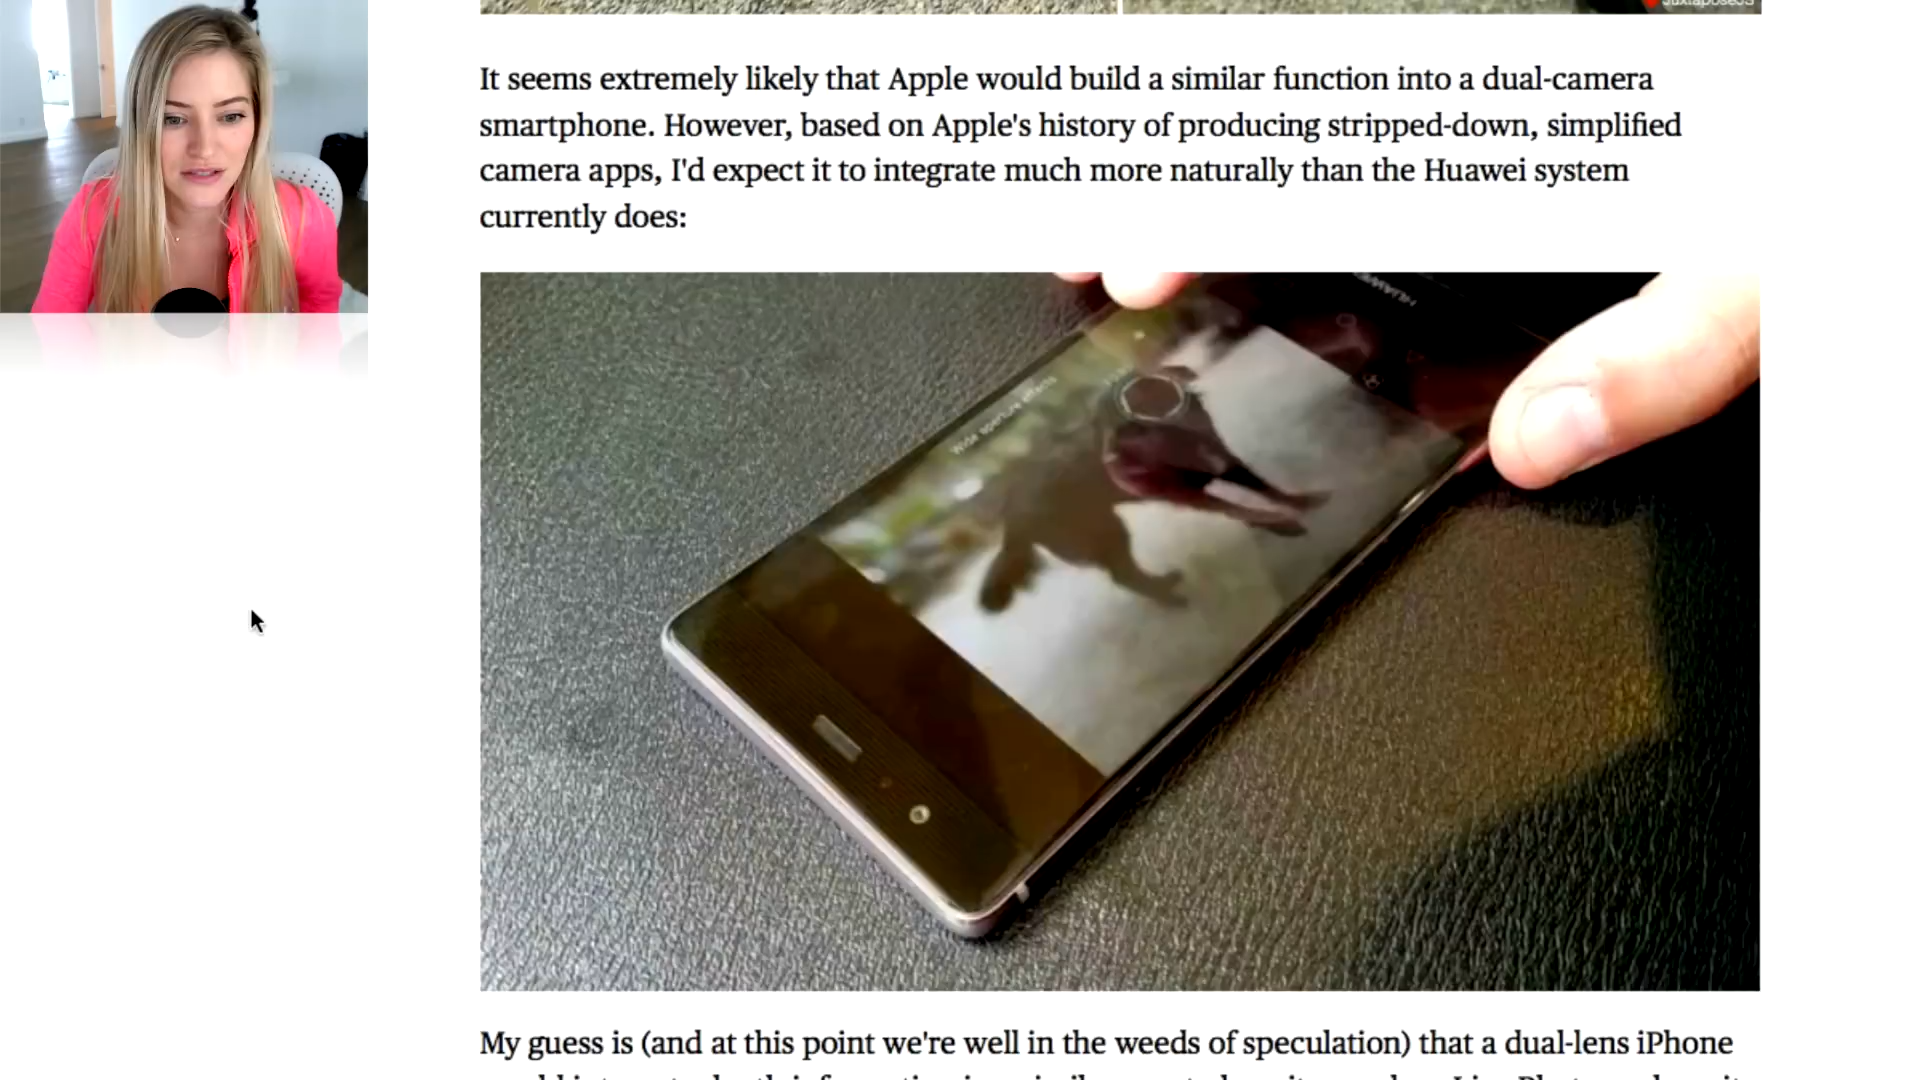 JuxtaposeJS
It seems extremely likely that Apple would build a similar function into a dual-camera
smartphone. However, based on Apple's history of producing stripped-down, simplified
camera apps, I'd expect it to integrate much more naturally than the Huawei system
currently does:
HUAWEI
Wide aperture effects
My guess is (and at this point we're well in the weeds of speculation) that a dual-lens iPhone